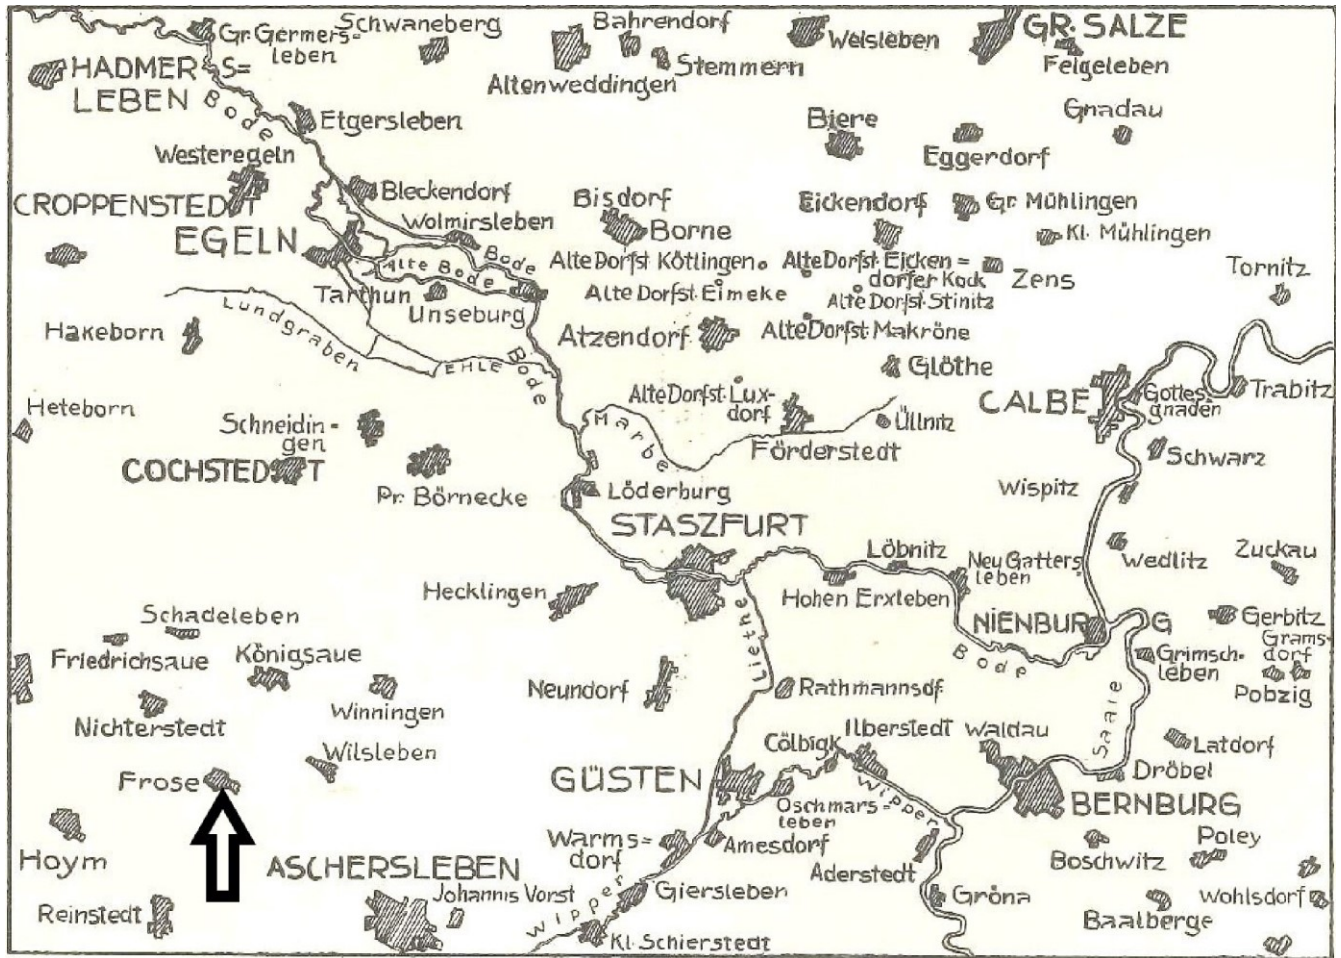 Gr. Germers-
leben
Schwaneberg
Bahrendorf
Welsleben
GR. SALZE
HADMER S=
LEBEN
Altenweddingen
Stemmern
Felgeleben
Bode
Etgersleben
Biere
Gnadau
Westeregeln
Eggerdorf
Bleckendorf
Bisdorf
Eickendorf
Gr. Mühlingen
CROPPENSTEDT
Wolmirsleben
Borne
Kl. Mühlingen
EGELN
Bode
Alte Bode
Alte Dorfst. Kötlingen
Alte Dorfst. Eicken =
dorfer Kock
Zens
Tornitz
Tarthun
Unseburg
Alte Dorfst. Eimeke
Alte Dorfst. Stinitz
Lundgraben
Hakeborn
Atzendorf
Alte Dorfst. Makröne
EHLE
Bode
Glöthe
Heteborn
Alte Dorfst. Lux-
dorf
CALBE
Gottes-
gnaden
Trabitz
Schneidin-
gen
Marbe
Üllnitz
Förderstedt
Schwarz
COCHSTEDT
Pr. Börnecke
Löderburg
Wispitz
STASZFURT
Löbnitz
Neu Gatters
leben
Wedlitz
Zuckau
Hecklingen
Hohen Erxleben
Schadeleben
Liethe
NIENBURG
Gerbitz
Friedrichsaue
Königsaue
Bode
Grimsch-
leben
Grams-
dorf
Neundorf
Rathmannsdf.
Pobzig
Nichterstedt
Winningen
Saale
Wilsleben
Cölbigk
Ilberstedt
Waldau
Latdorf
Frose
GÜSTEN
Oschmars-
leben
Wipper
Dröbel
BERNBURG
Hoym
Warms=
dorf
Amesdorf
Aderstedt
Boschwitz
Poley
ASCHERSLEBEN
Johannis Vorst
Giersleben
Gröna
Baalberge
Wohlsdorf
Reinstedt
Wipper
Kl. Schierstedt